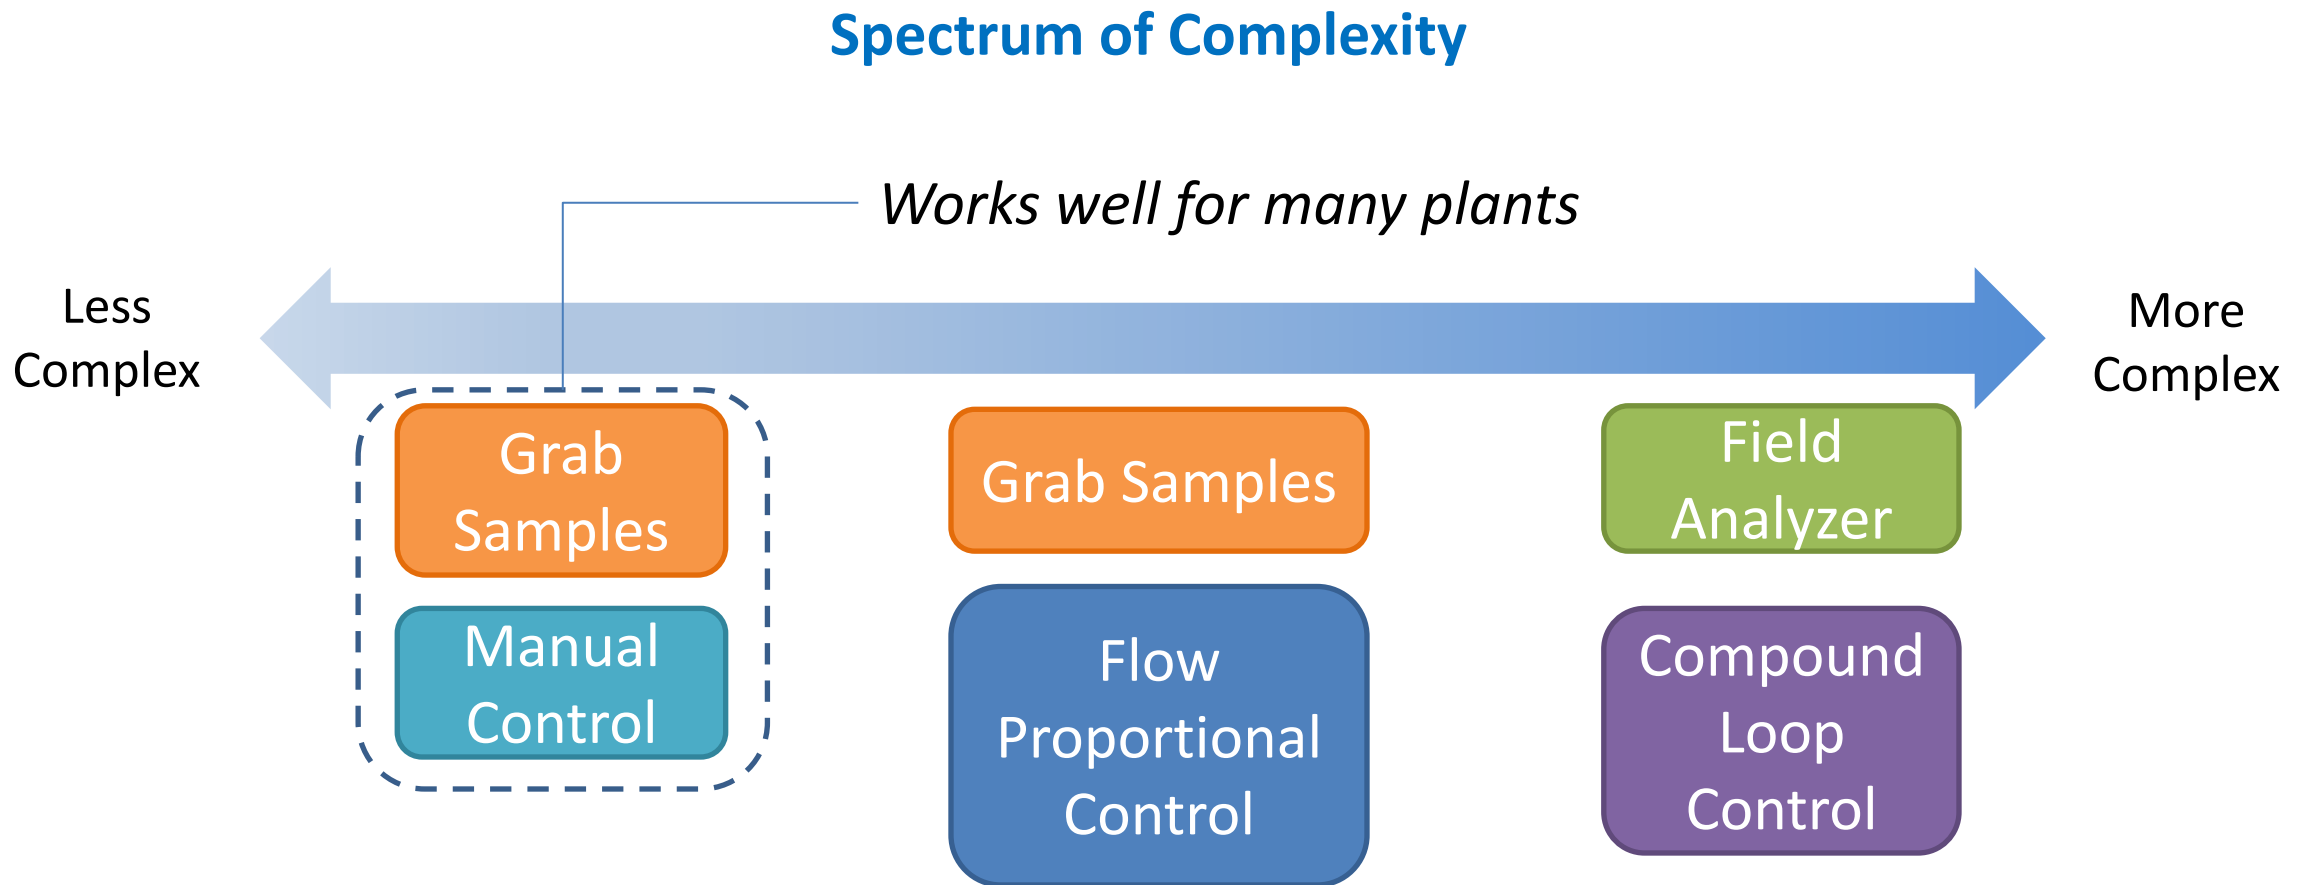 Spectrum of Complexity
Works well for many plants
Less
Complex
More
Complex
Grab
Samples
Manual
Control
Grab Samples
Flow
Proportional
Control
Field
Analyzer
Compound
Loop
Control